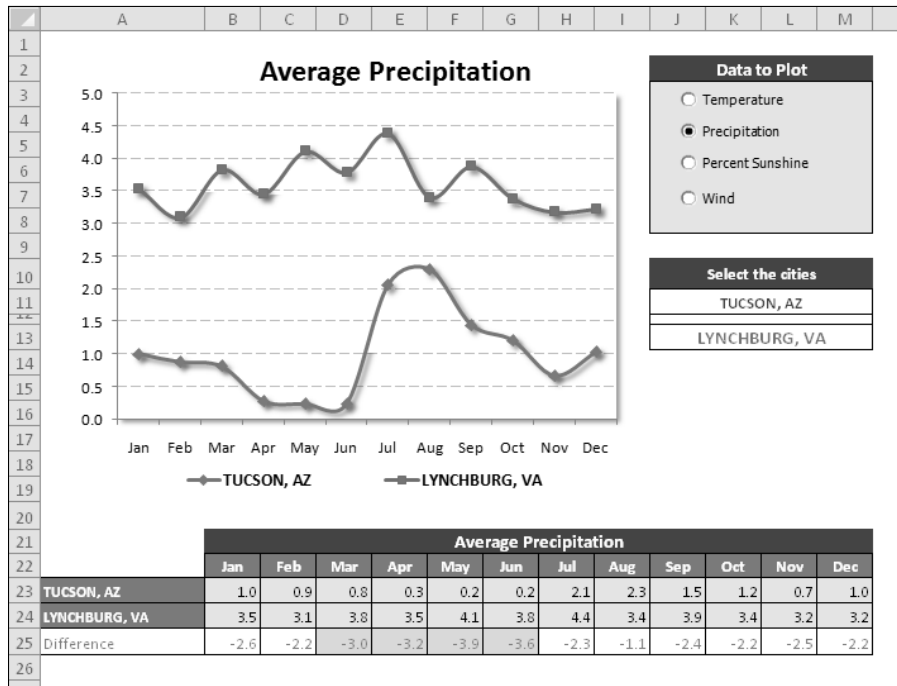 A B C D E F G H I J K L M
1
2
3
4
5
6
7
8
9
10
11
12
13
14
15
16
17
18
19
20
21
22
23
24
25
26
Average Precipitation
5.0
4.5
4.0
3.5
3.0
2.5
2.0
1.5
1.0
0.5
0.0
Jan Feb Mar Apr May Jun Jul Aug Sep Oct Nov Dec
TUCSON, AZ LYNCHBURG, VA
Data to Plot
Temperature
Precipitation
Percent Sunshine
Wind
Select the cities
TUCSON, AZ
LYNCHBURG, VA
Average Precipitation
Jan Feb Mar Apr May Jun Jul Aug Sep Oct Nov Dec
TUCSON, AZ 1.0 0.9 0.8 0.3 0.2 0.2 2.1 2.3 1.5 1.2 0.7 1.0
LYNCHBURG, VA 3.5 3.1 3.8 3.5 4.1 3.8 4.4 3.4 3.9 3.4 3.2 3.2
Difference -2.6 -2.2 -3.0 -3.2 -3.9 -3.6 -2.3 -1.1 -2.4 -2.2 -2.5 -2.2